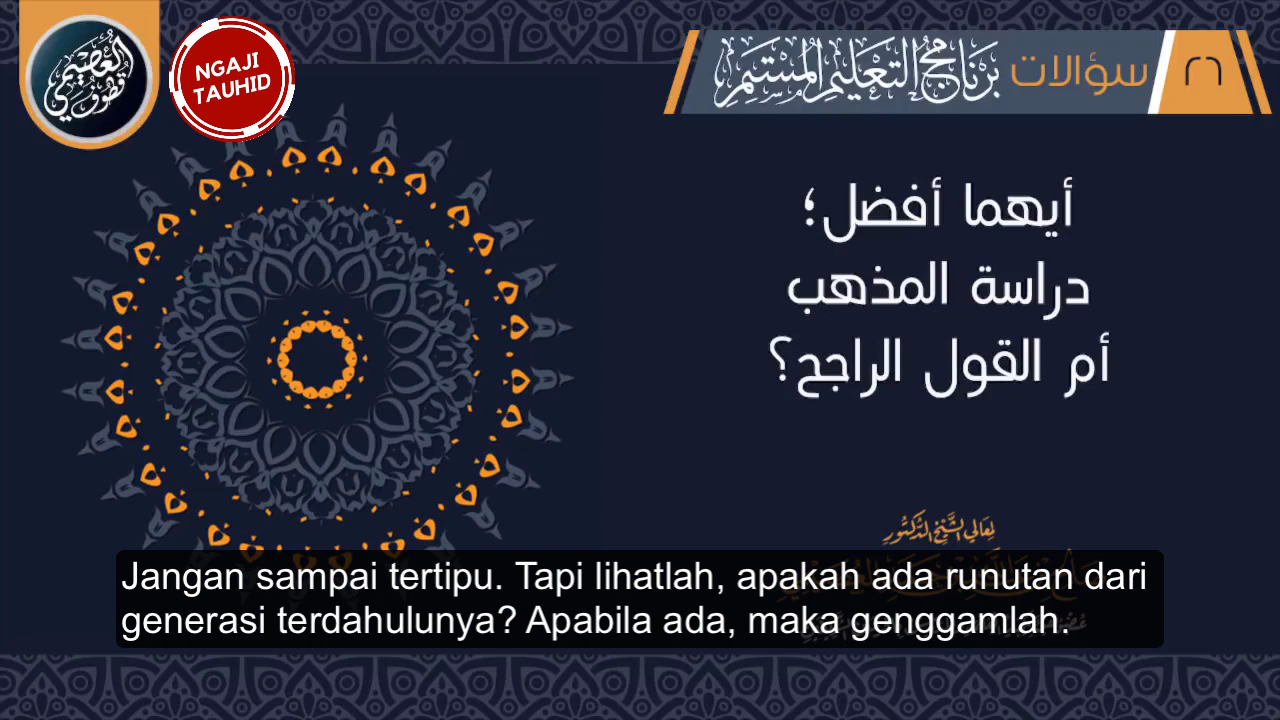 العصيمي
قطوف
NGAJI
TAUHID
سؤالات برنامج التعليم المستمر
٢٦
أيهما أفضل؛
دراسة المذهب
أم القول الراجح؟
لمعالي الشيخ الدكتور
Jangan sampai tertipu. Tapi lihatlah, apakah ada runutan dari
generasi terdahulunya? Apabila ada, maka genggamlah.